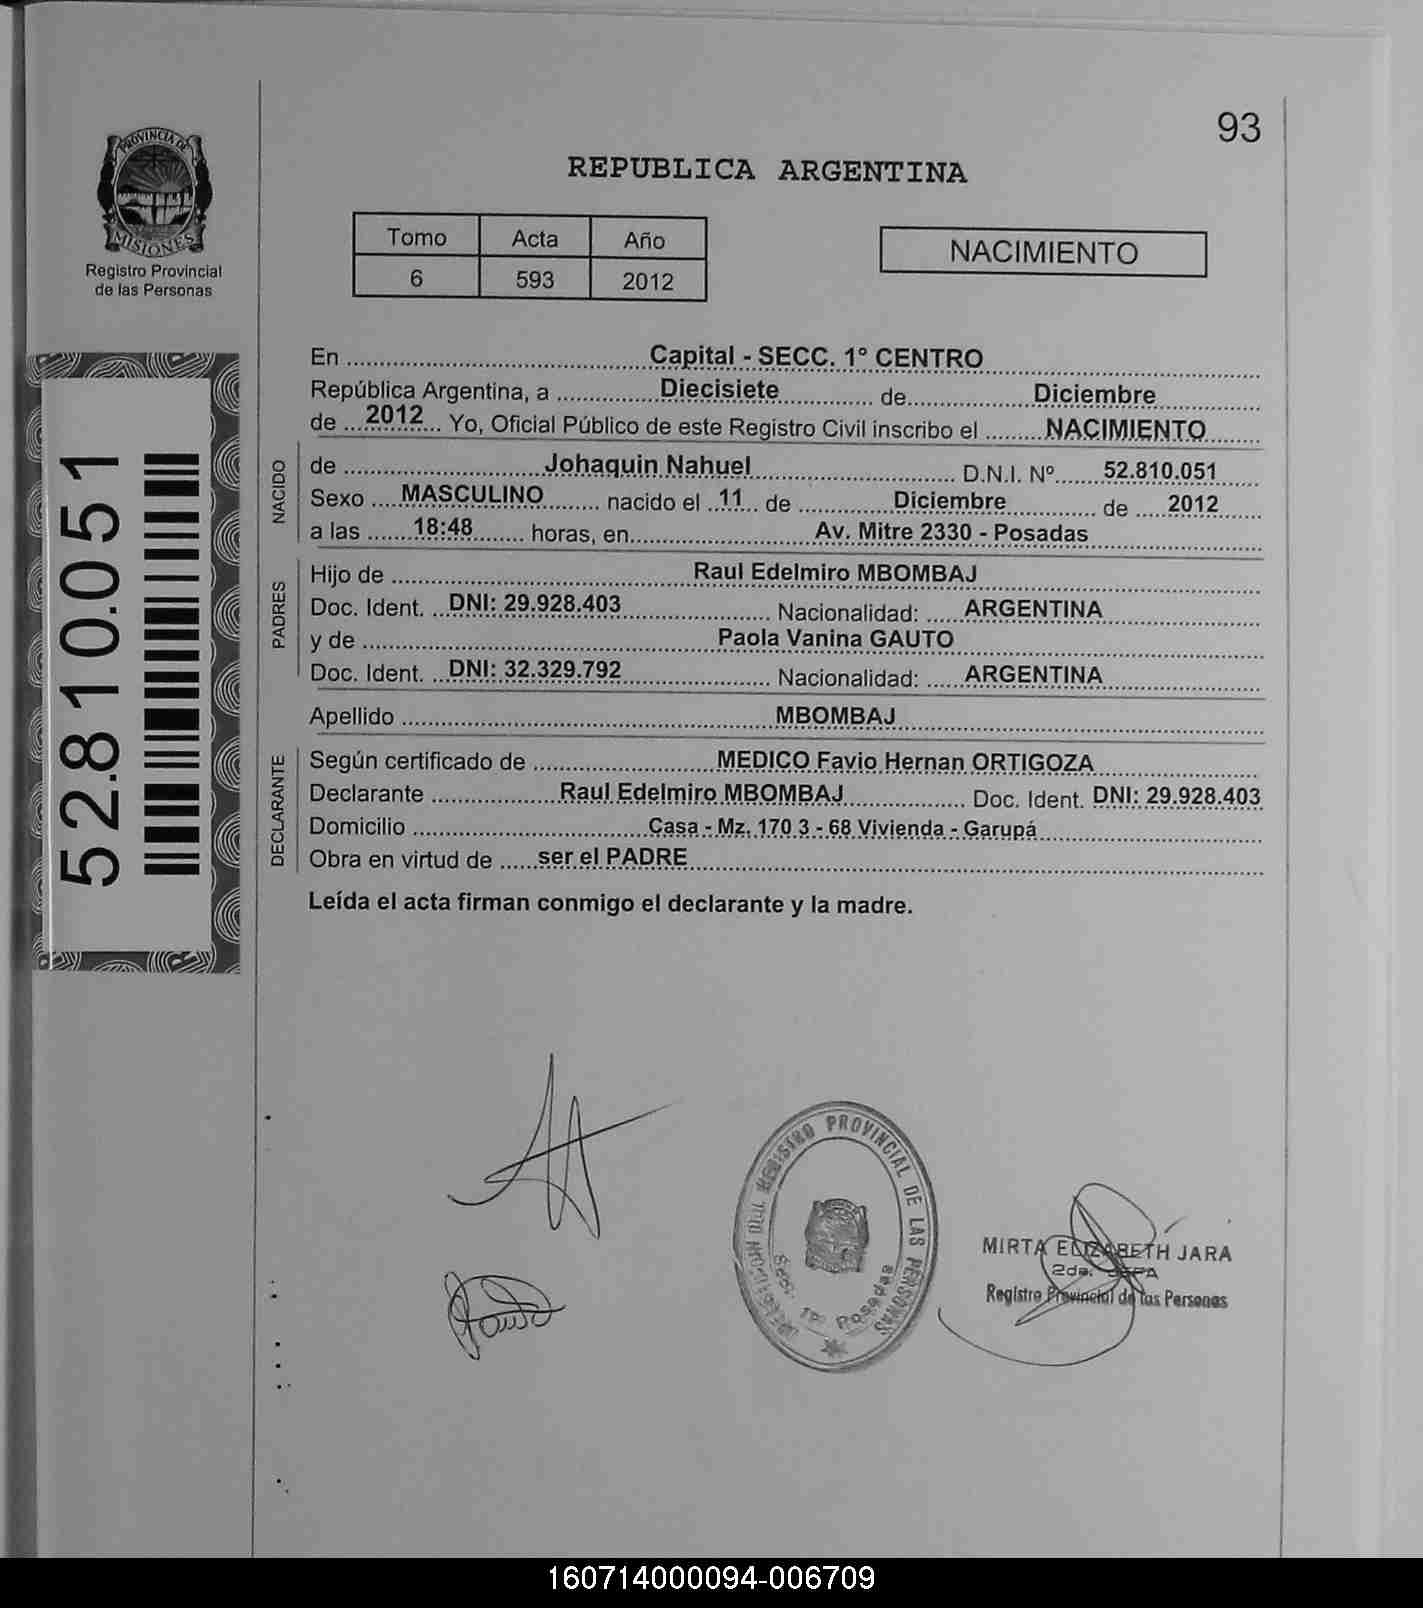 93
REPUBLICA ARGENTINA
PROVINCIA DE
MISIONES
Registro Provincial
de las Personas
Tomo Acta Año
6 593 2012
NACIMIENTO
52.810.051
En Capital - SECC. 1° CENTRO
República Argentina, a Diecisiete de Diciembre
de 2012 Yo, Oficial Público de este Registro Civil inscribo el NACIMIENTO
NACIDO
de Johaquin Nahuel D.N.I. Nº 52.810.051
Sexo MASCULINO nacido el 11 de Diciembre de 2012
a las 18:48 horas, en Av. Mitre 2330 - Posadas
PADRES
Hijo de Raul Edelmiro MBOMBAJ
Doc. Ident. DNI: 29.928.403 Nacionalidad: ARGENTINA
y de Paola Vanina GAUTO
Doc. Ident. DNI: 32.329.792 Nacionalidad: ARGENTINA
Apellido MBOMBAJ
DECLARANTE
Según certificado de MEDICO Favio Hernan ORTIGOZA
Declarante Raul Edelmiro MBOMBAJ Doc. Ident. DNI: 29.928.403
Domicilio Casa - Mz. 170 3 - 68 Vivienda - Garupá
Obra en virtud de ser el PADRE
Leída el acta firman conmigo el declarante y la madre.
REGISTRO PROVINCIAL DE LAS PERSONAS
Posadas
MIRTA ELIZABETH JARA
2da. JEFA
Registro Provincial de las Personas
160714000094-006709